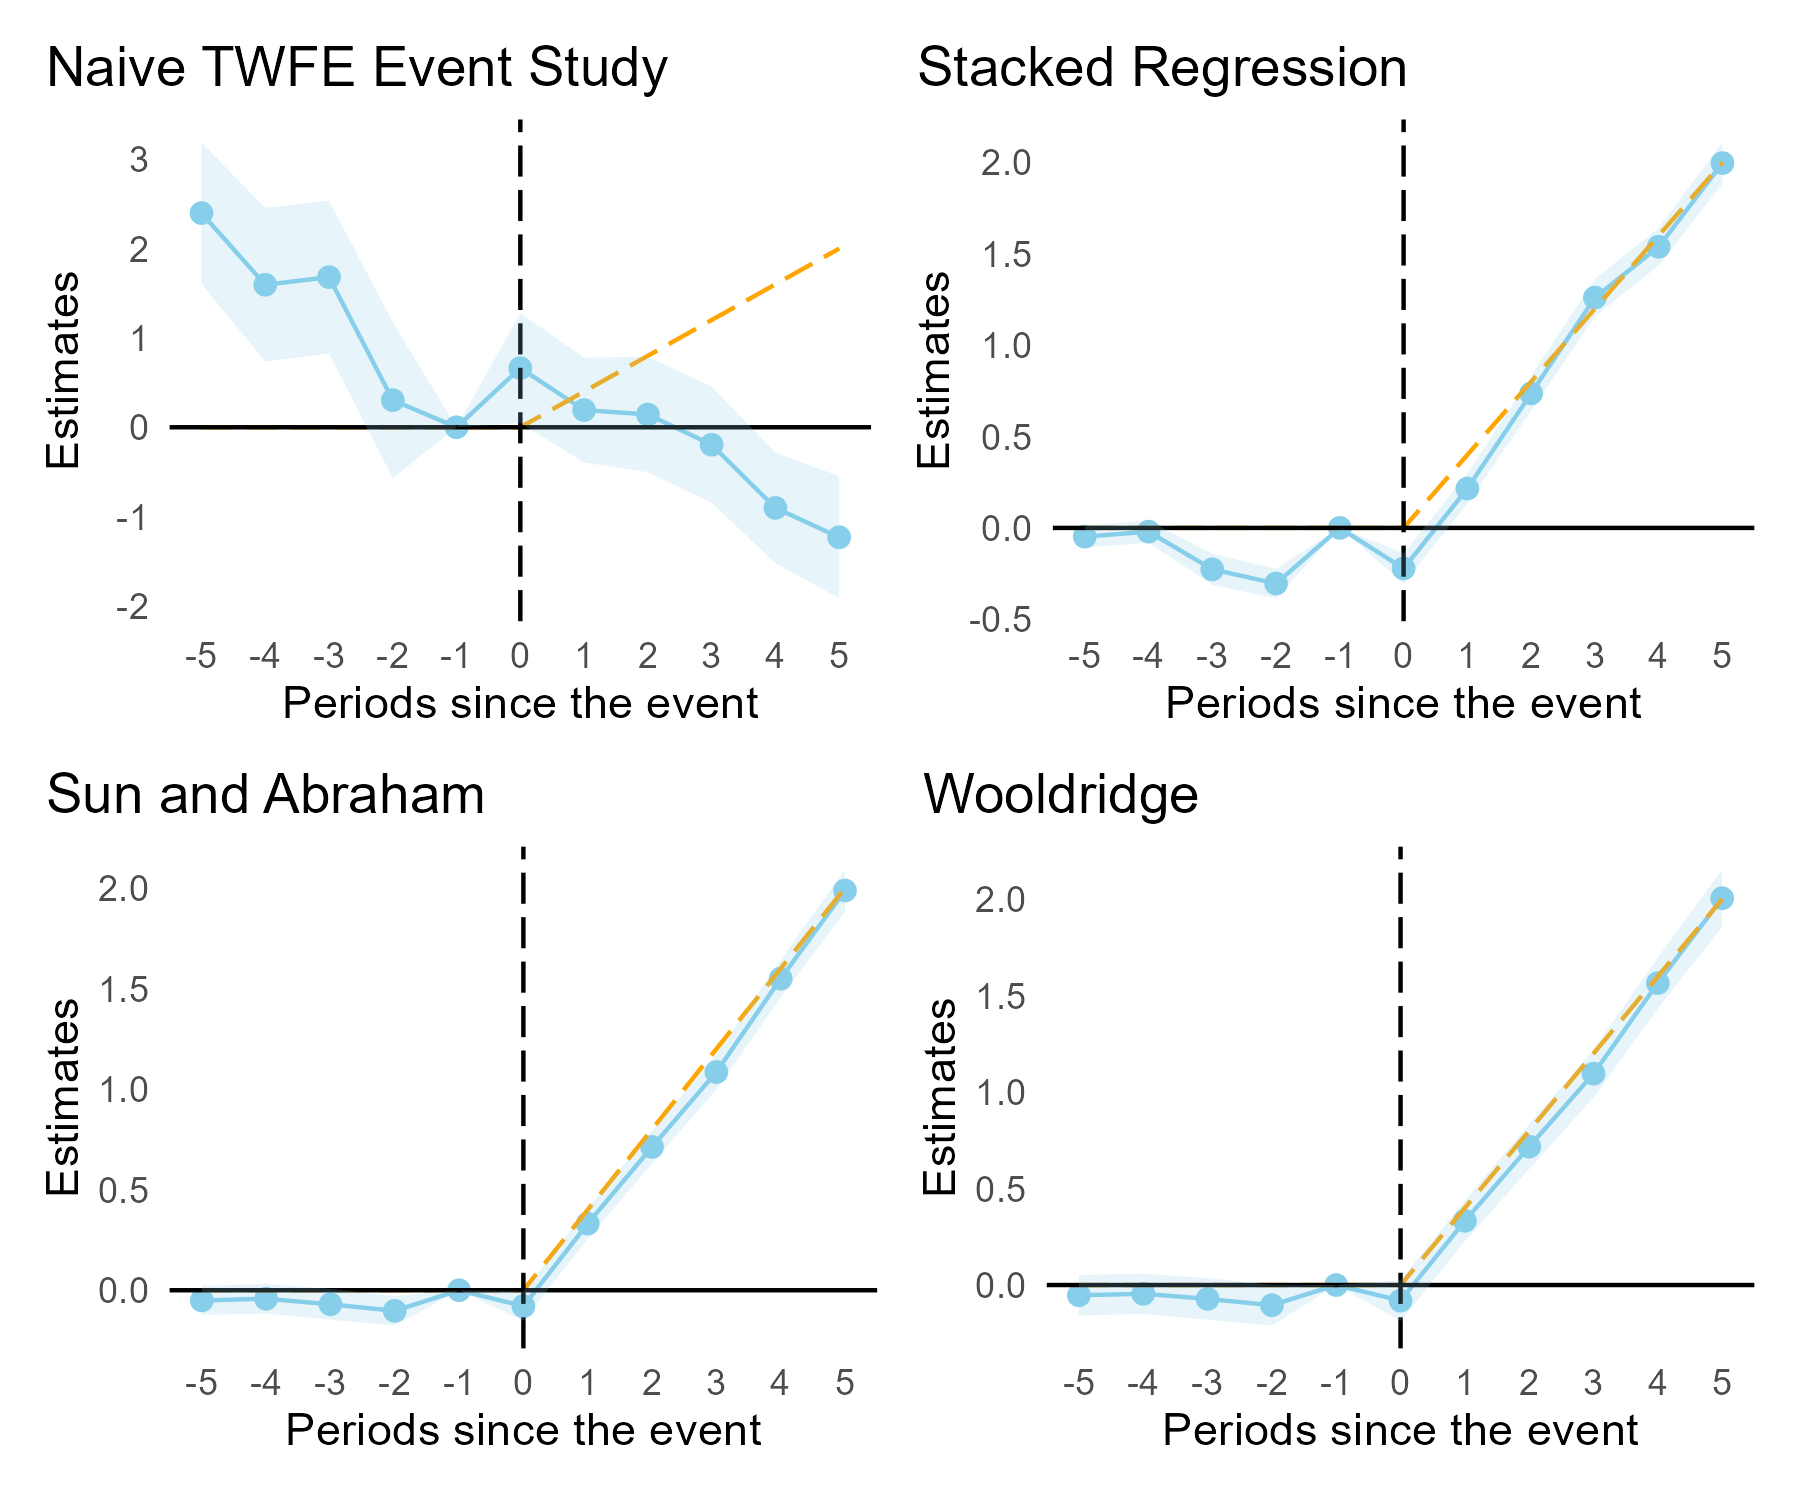 Naive TWFE Event Study
Estimates
3
2
1
0
-1
-2
-5 -4 -3 -2 -1 0 1 2 3 4 5
Periods since the event
Stacked Regression
Estimates
2.0
1.5
1.0
0.5
0.0
-0.5
-5 -4 -3 -2 -1 0 1 2 3 4 5
Periods since the event
Sun and Abraham
Estimates
2.0
1.5
1.0
0.5
0.0
-5 -4 -3 -2 -1 0 1 2 3 4 5
Periods since the event
Wooldridge
Estimates
2.0
1.5
1.0
0.5
0.0
-5 -4 -3 -2 -1 0 1 2 3 4 5
Periods since the event